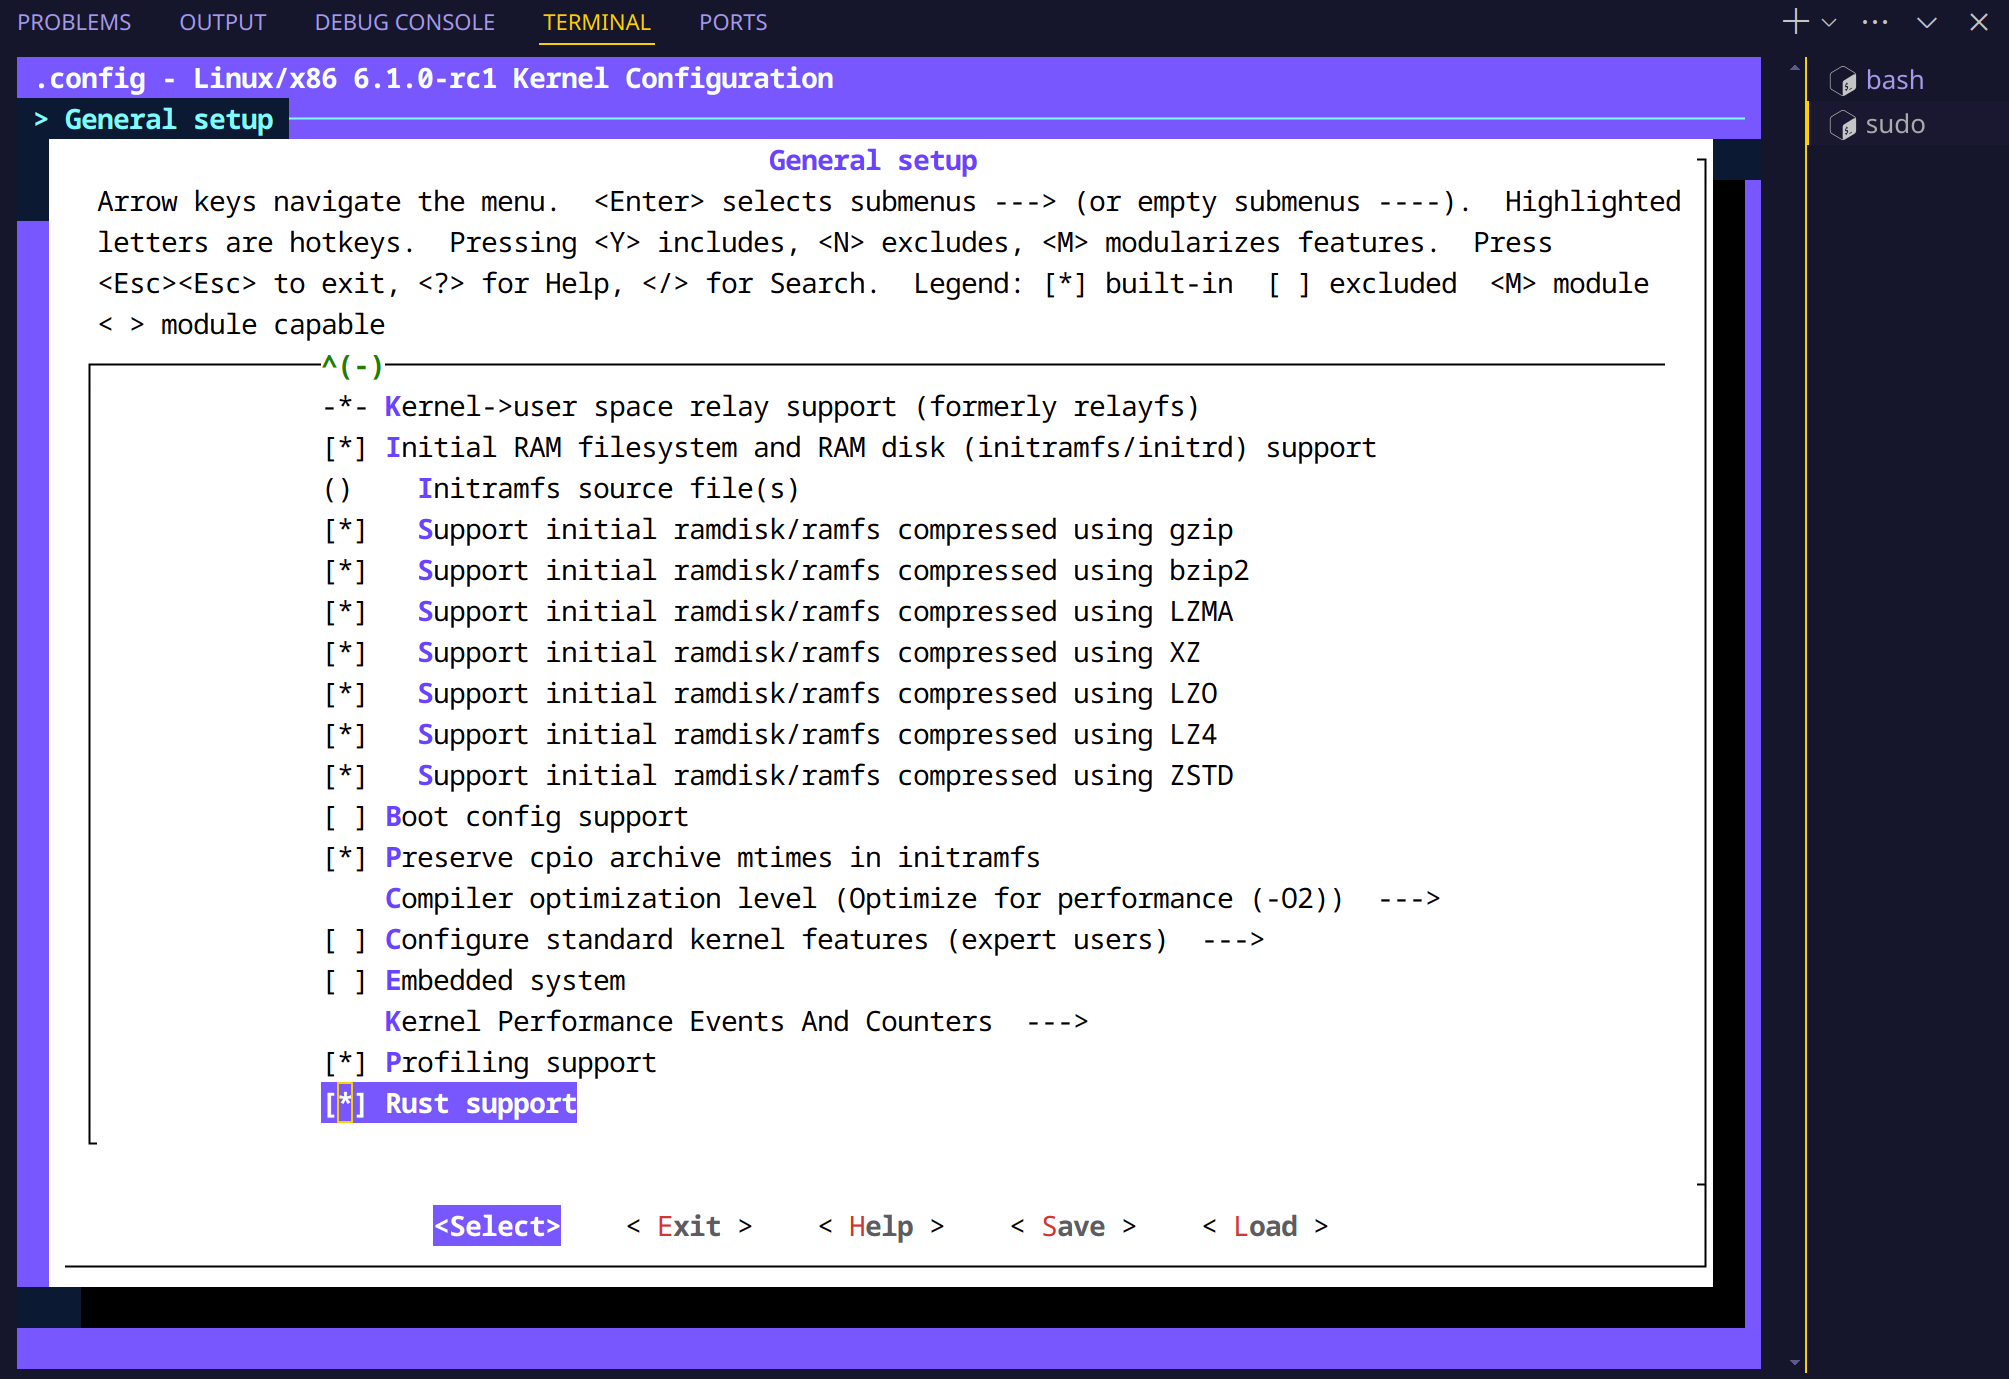 PROBLEMS OUTPUT DEBUG CONSOLE TERMINAL PORTS
.config - Linux/x86 6.1.0-rc1 Kernel Configuration
> General setup
General setup
Arrow keys navigate the menu.  <Enter> selects submenus ---> (or empty submenus ----).  Highlighted
letters are hotkeys.  Pressing <Y> includes, <N> excludes, <M> modularizes features.  Press
<Esc><Esc> to exit, <?> for Help, </> for Search.  Legend: [*] built-in  [ ] excluded  <M> module
< > module capable
^(-)
-*- Kernel->user space relay support (formerly relayfs)
[*] Initial RAM filesystem and RAM disk (initramfs/initrd) support
()    Initramfs source file(s)
[*]   Support initial ramdisk/ramfs compressed using gzip
[*]   Support initial ramdisk/ramfs compressed using bzip2
[*]   Support initial ramdisk/ramfs compressed using LZMA
[*]   Support initial ramdisk/ramfs compressed using XZ
[*]   Support initial ramdisk/ramfs compressed using LZO
[*]   Support initial ramdisk/ramfs compressed using LZ4
[*]   Support initial ramdisk/ramfs compressed using ZSTD
[ ] Boot config support
[*] Preserve cpio archive mtimes in initramfs
Compiler optimization level (Optimize for performance (-O2))  --->
[ ] Configure standard kernel features (expert users)  --->
[ ] Embedded system
Kernel Performance Events And Counters  --->
[*] Profiling support
[*] Rust support
<Select>    < Exit >    < Help >    < Save >    < Load >
bash
sudo